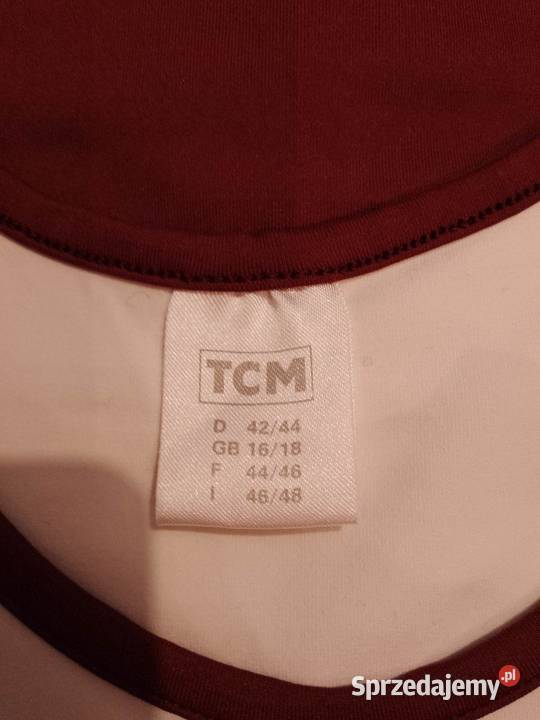 TCM
D 42/44
GB 16/18
F 44/46
I 46/48
Sprzedajemy.pl